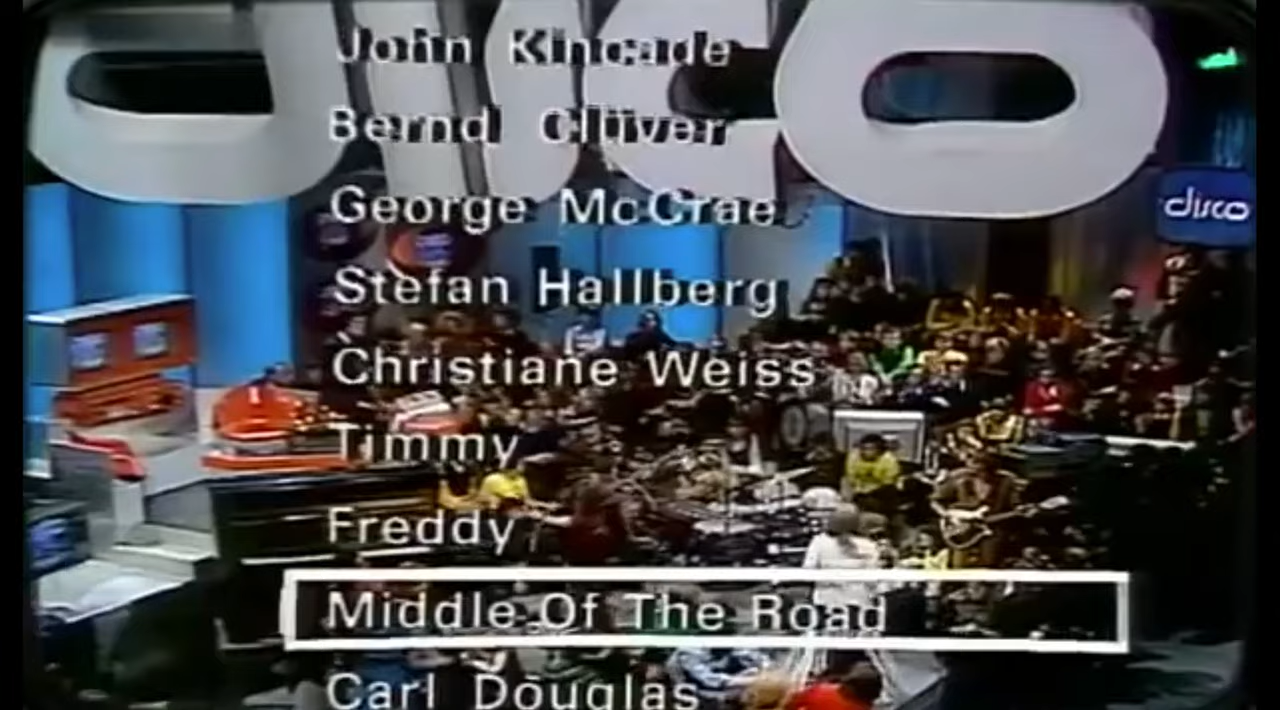 disco
John Kincade
Bernd Clüver
George McCrae
disco
Stefan Hallberg
Christiane Weiss
Timmy
Freddy
Middle Of The Road
Carl Douglas